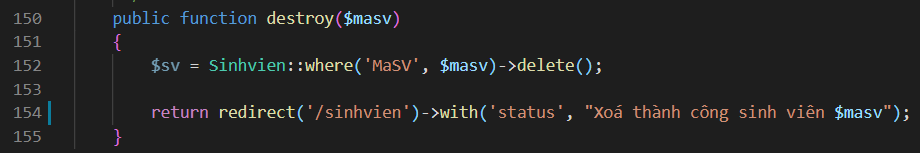 150 public function destroy($masv)
151 {
152 $sv = Sinhvien::where('MaSV', $masv)->delete();
153
154 return redirect('/sinhvien')->with('status', "Xoá thành công sinh viên $masv");
155 }